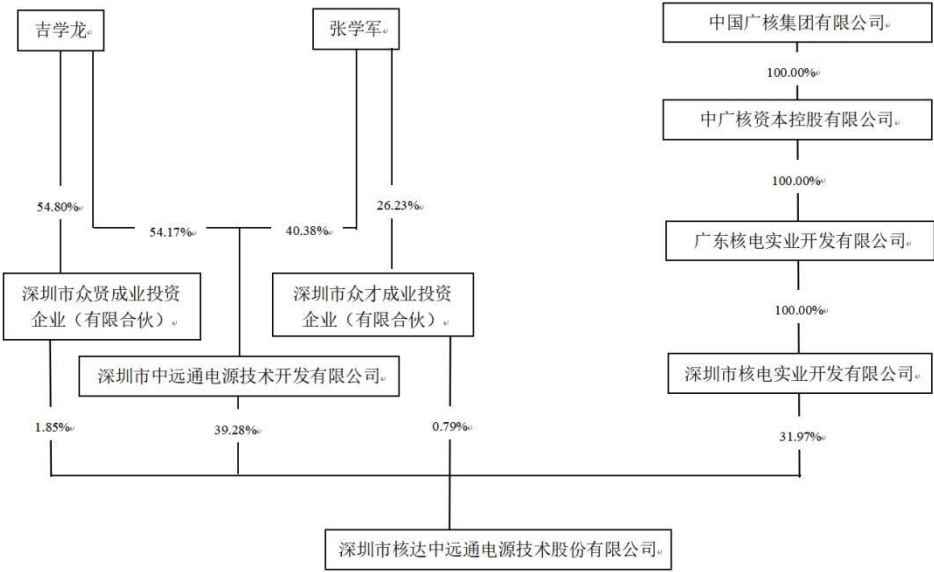 吉学龙
张学军
中国广核集团有限公司
100.00%
中广核资本控股有限公司
100.00%
54.80%
26.23%
54.17%
40.38%
广东核电实业开发有限公司
深圳市众贤成业投资
企业（有限合伙）
深圳市众才成业投资
企业（有限合伙）
100.00%
深圳市中远通电源技术开发有限公司
深圳市核电实业开发有限公司
1.85%
39.28%
0.79%
31.97%
深圳市核达中远通电源技术股份有限公司